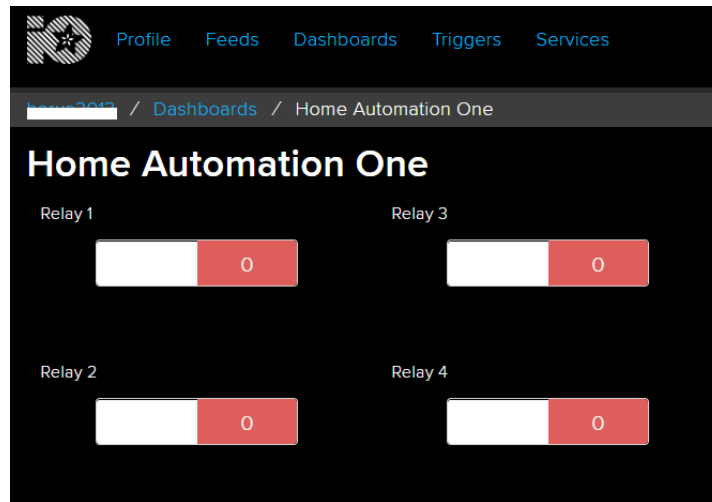 Profile Feeds Dashboards Triggers Services
/ Dashboards / Home Automation One
Home Automation One
Relay 1 Relay 3
0 0
Relay 2 Relay 4
0 0